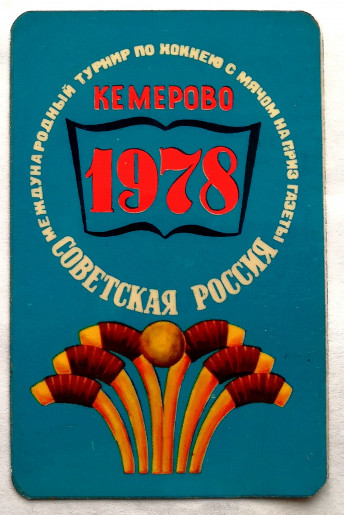 МЕЖДУНАРОДНЫЙ ТУРНИР ПО ХОККЕЮ С МЯЧОМ НА ПРИЗ ГАЗЕТЫ
СОВЕТСКАЯ РОССИЯ
КЕМЕРОВО
1978